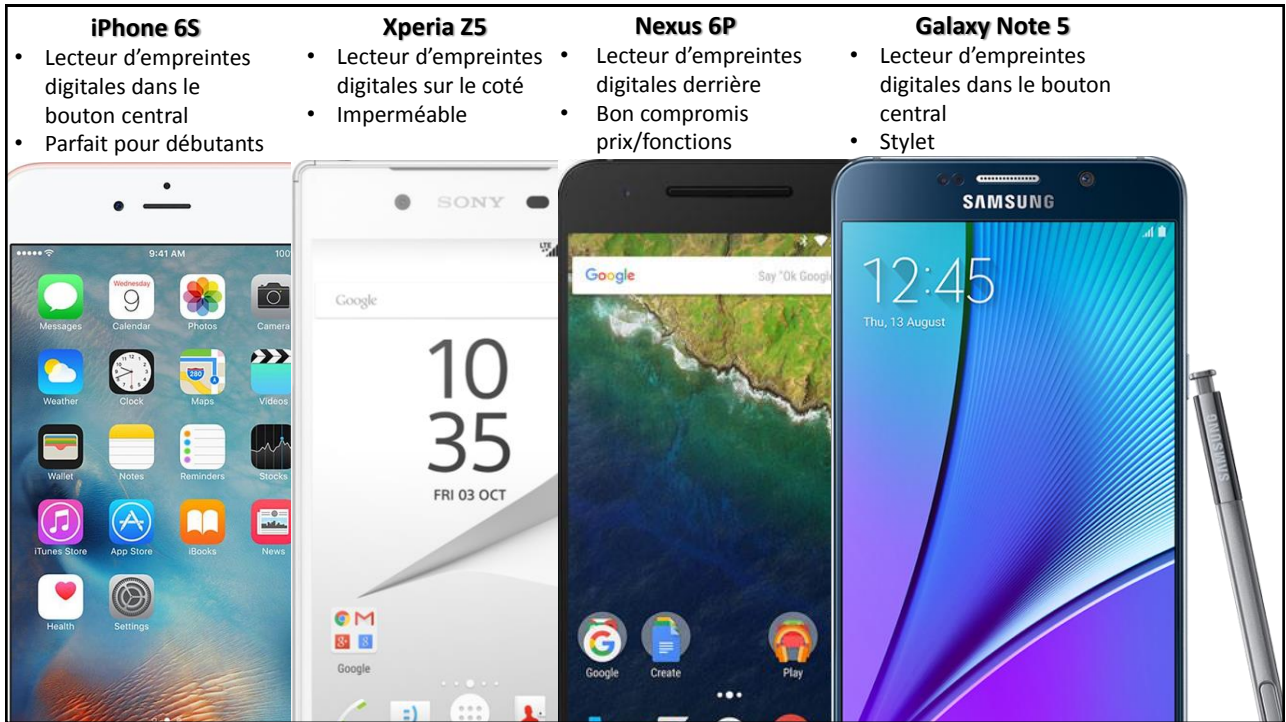 iPhone 6S
• Lecteur d'empreintes
digitales dans le
bouton central
• Parfait pour débutants
Xperia Z5
• Lecteur d'empreintes
digitales sur le coté
• Imperméable
Nexus 6P
• Lecteur d'empreintes
digitales derrière
• Bon compromis
prix/fonctions
Galaxy Note 5
• Lecteur d'empreintes
digitales dans le bouton
central
• Stylet
9:41 AM
100
Wednesday
9
Messages
Calendar
Photos
Camera
280
Weather
Clock
Maps
Videos
Wallet
Notes
Reminders
Stocks
iTunes Store
App Store
iBooks
News
Health
Settings
SONY
LTE
Google
10
35
FRI 03 OCT
Google
Google
Say "Ok Google
Google
Create
Play
SAMSUNG
12:45
Thu, 13 August
SAMSUNG